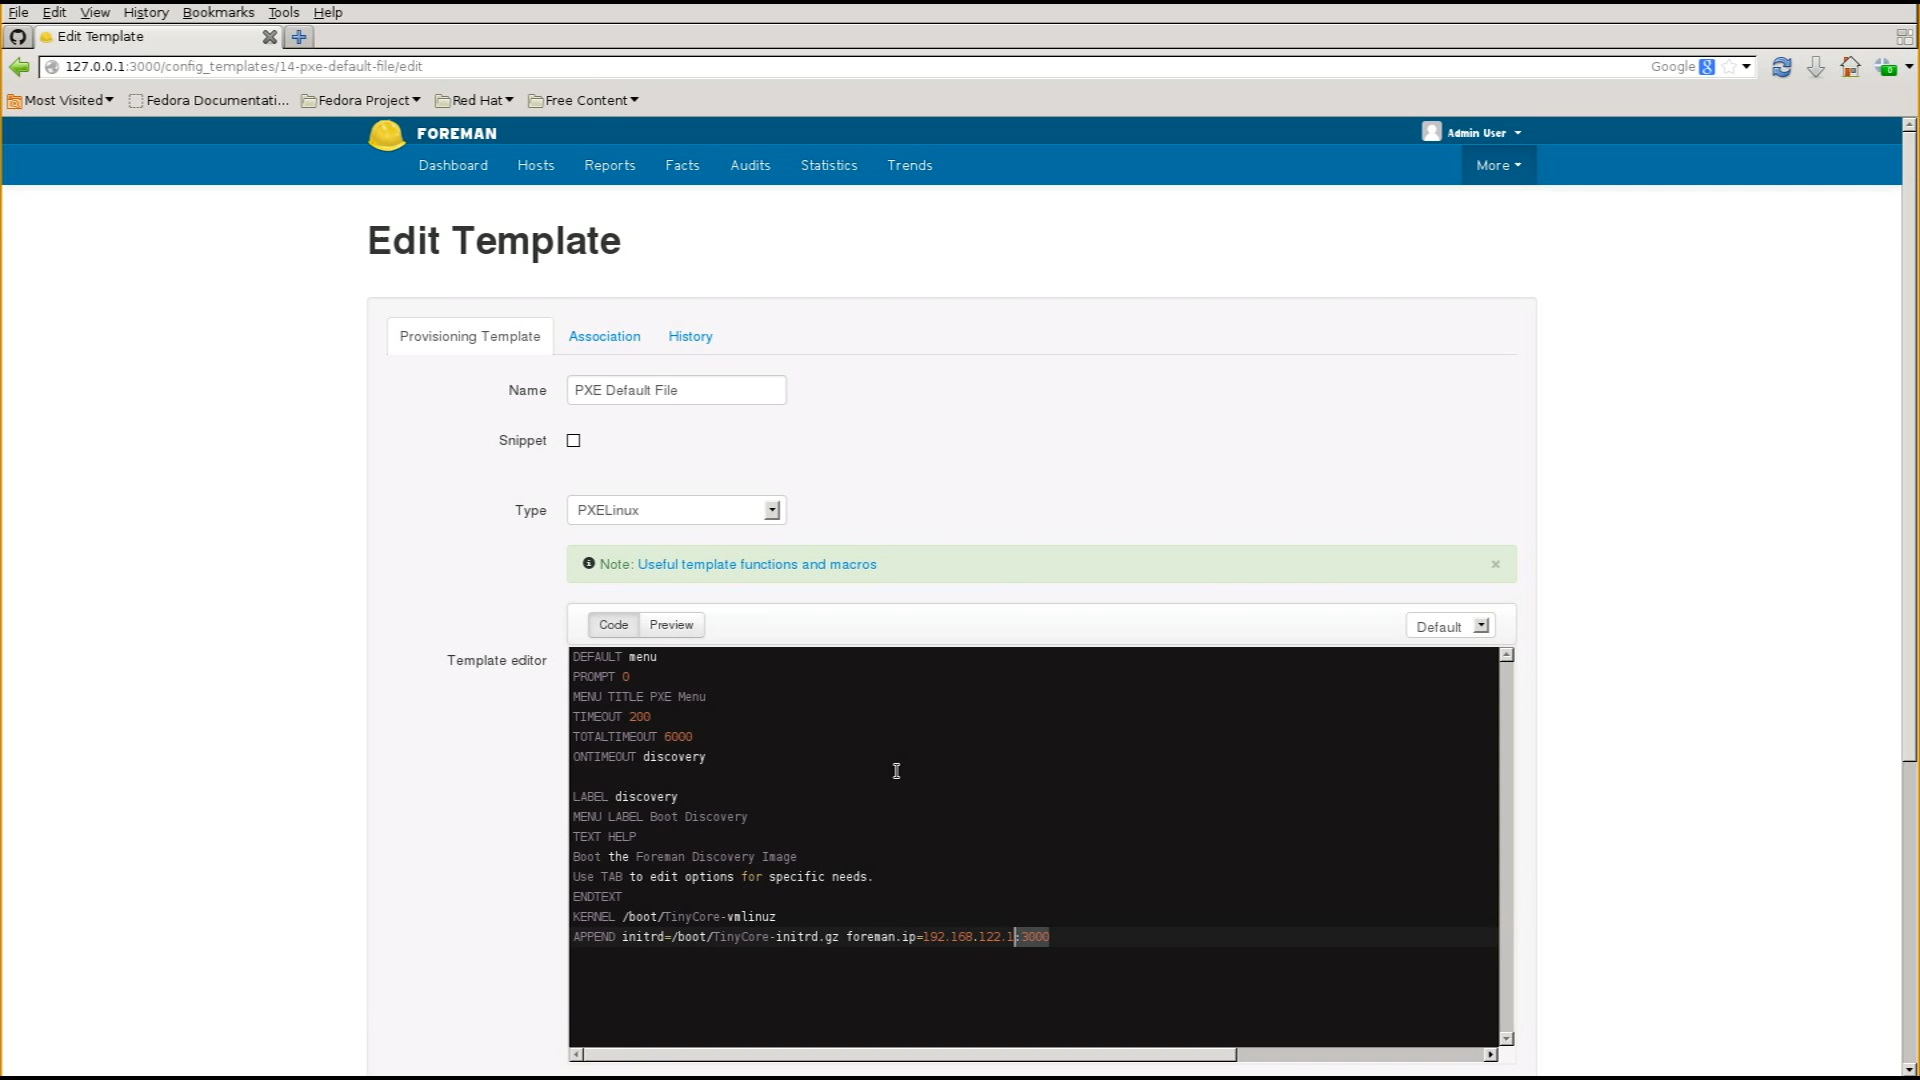 File Edit View History Bookmarks Tools Help
Edit Template
127.0.0.1:3000/config_templates/14-pxe-default-file/edit Google 8
Most Visited Fedora Documentati... Fedora Project Red Hat Free Content
FOREMAN Admin User
Dashboard Hosts Reports Facts Audits Statistics Trends More
Edit Template
Provisioning Template Association History
Name PXE Default File
Snippet
Type PXELinux
Note: Useful template functions and macros ×
Code Preview Default
Template editor
DEFAULT menu
PROMPT 0
MENU TITLE PXE Menu
TIMEOUT 200
TOTALTIMEOUT 6000
ONTIMEOUT discovery
LABEL discovery
MENU LABEL Boot Discovery
TEXT HELP
Boot the Foreman Discovery Image
Use TAB to edit options for specific needs.
ENDTEXT
KERNEL /boot/TinyCore-vmlinuz
APPEND initrd=/boot/TinyCore-initrd.gz foreman.ip=192.168.122.1:3000